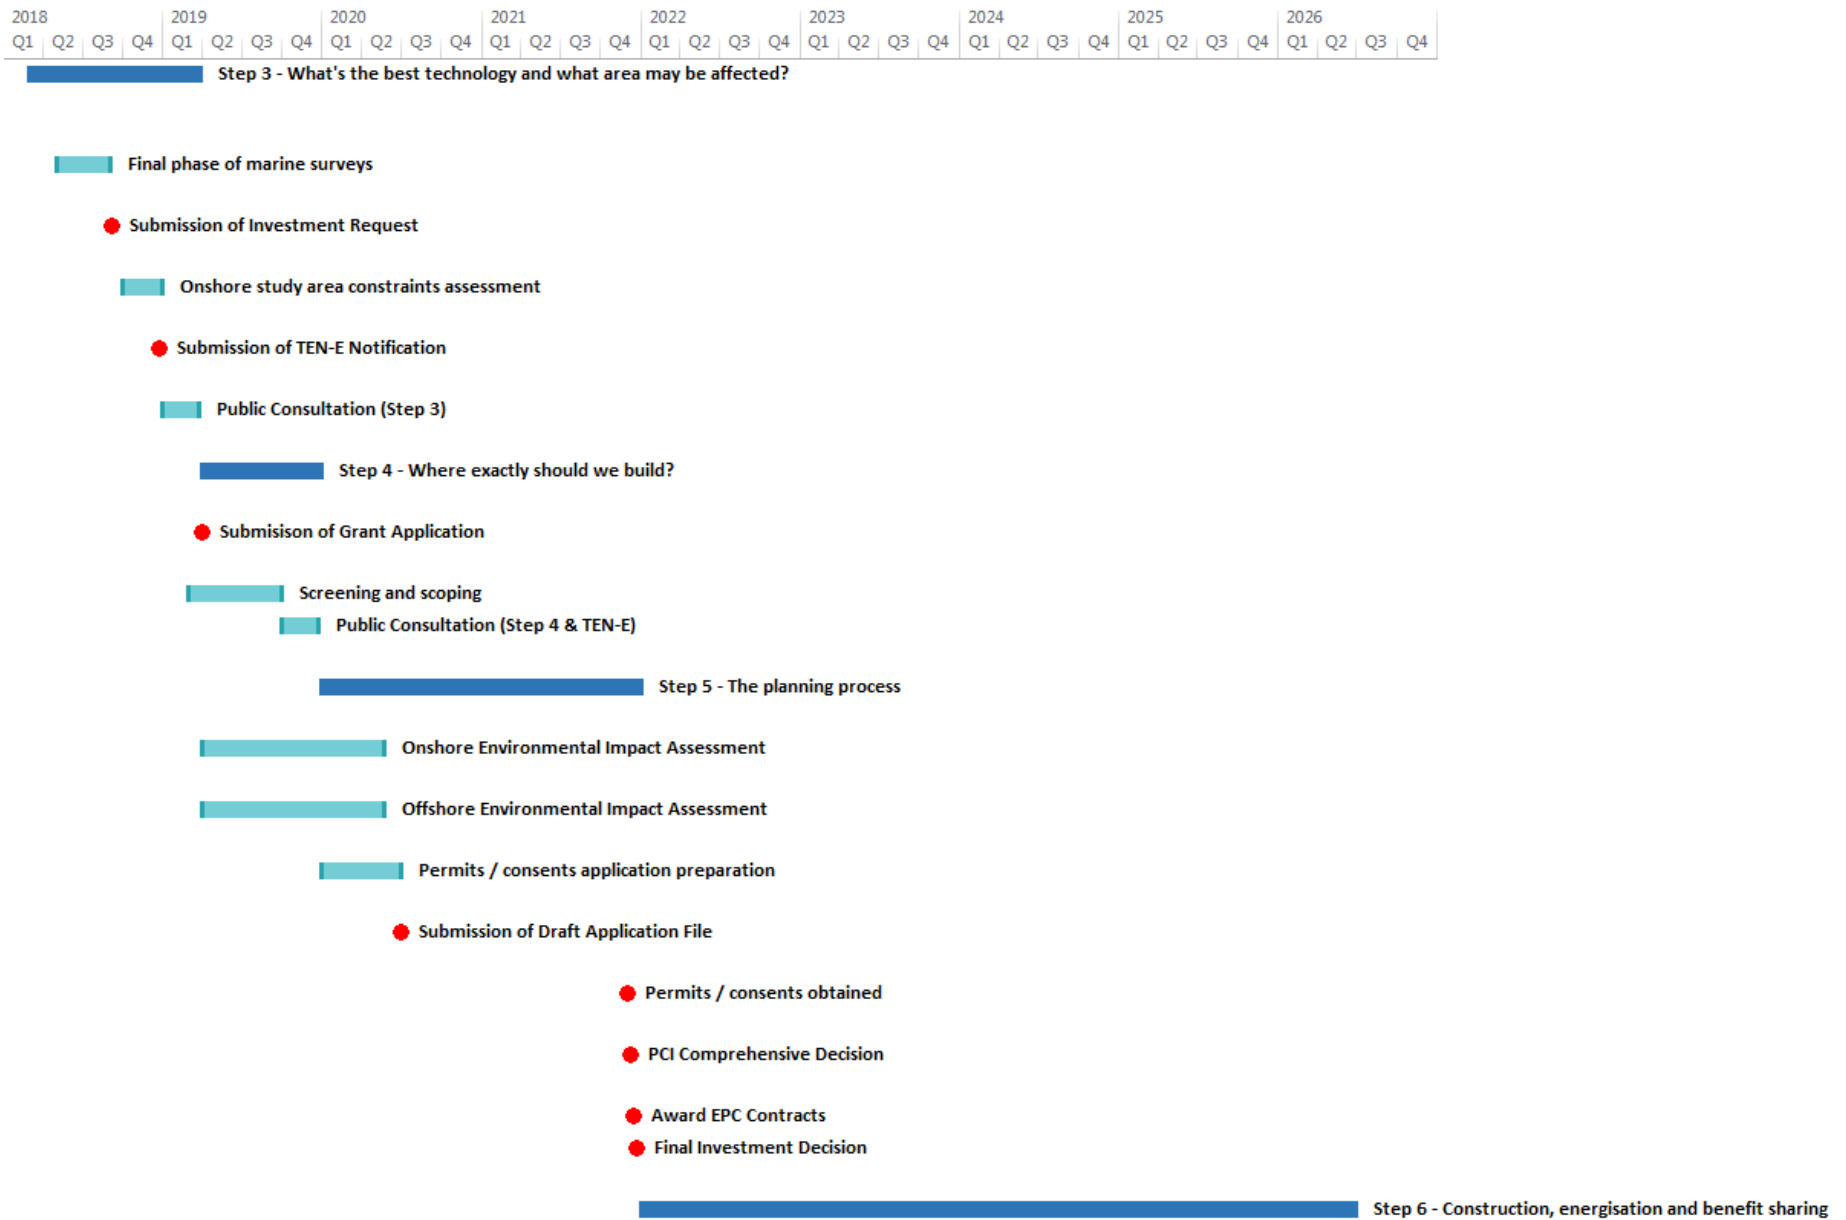 2018 2019 2020 2021 2022 2023 2024 2025 2026
Q1 Q2 Q3 Q4 Q1 Q2 Q3 Q4 Q1 Q2 Q3 Q4 Q1 Q2 Q3 Q4 Q1 Q2 Q3 Q4 Q1 Q2 Q3 Q4 Q1 Q2 Q3 Q4 Q1 Q2 Q3 Q4 Q1 Q2 Q3 Q4
Step 3 - What's the best technology and what area may be affected?
Final phase of marine surveys
Submission of Investment Request
Onshore study area constraints assessment
Submission of TEN-E Notification
Public Consultation (Step 3)
Step 4 - Where exactly should we build?
Submisison of Grant Application
Screening and scoping
Public Consultation (Step 4 & TEN-E)
Step 5 - The planning process
Onshore Environmental Impact Assessment
Offshore Environmental Impact Assessment
Permits / consents application preparation
Submission of Draft Application File
Permits / consents obtained
PCI Comprehensive Decision
Award EPC Contracts
Final Investment Decision
Step 6 - Construction, energisation and benefit sharing